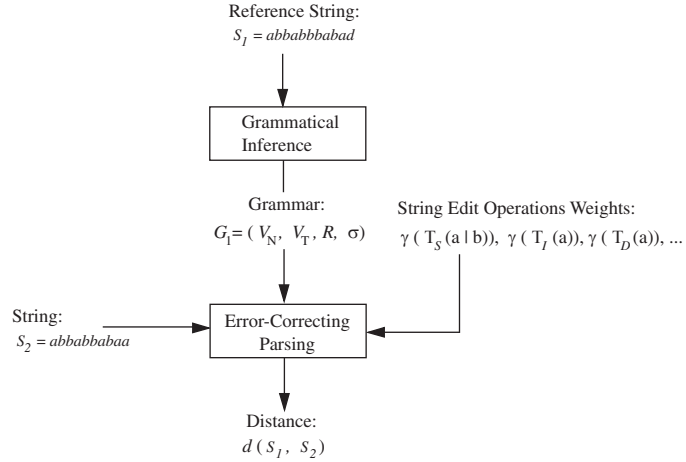 Reference String:
S1 = abbabbbabad
Grammatical
Inference
Grammar:
G1=( VN, VT, R, σ)
String Edit Operations Weights:
γ ( TS (a | b)), γ ( TI (a)), γ ( TD (a)), ...
String:
S2 = abbabbabaa
Error-Correcting
Parsing
Distance:
d ( S1, S2)